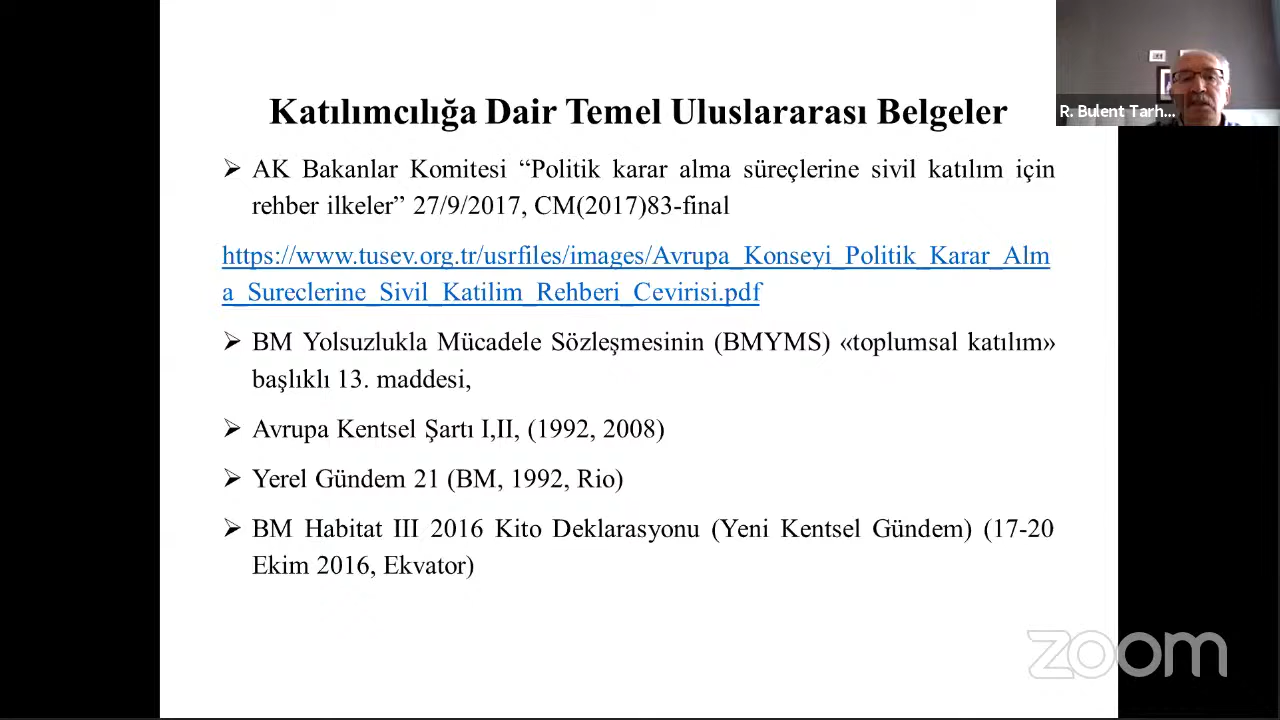 Katılımcılığa Dair Temel Uluslararası Belgeler
R. Bulent Tarh...
➢ AK Bakanlar Komitesi “Politik karar alma süreçlerine sivil katılım için
rehber ilkeler” 27/9/2017, CM(2017)83-final
https://www.tusev.org.tr/usrfiles/images/Avrupa_Konseyi_Politik_Karar_Alm
a_Sureclerine_Sivil_Katilim_Rehberi_Cevirisi.pdf
➢ BM Yolsuzlukla Mücadele Sözleşmesinin (BMYMS) «toplumsal katılım»
başlıklı 13. maddesi,
➢ Avrupa Kentsel Şartı I,II, (1992, 2008)
➢ Yerel Gündem 21 (BM, 1992, Rio)
➢ BM Habitat III 2016 Kito Deklarasyonu (Yeni Kentsel Gündem) (17-20
Ekim 2016, Ekvator)
zoom